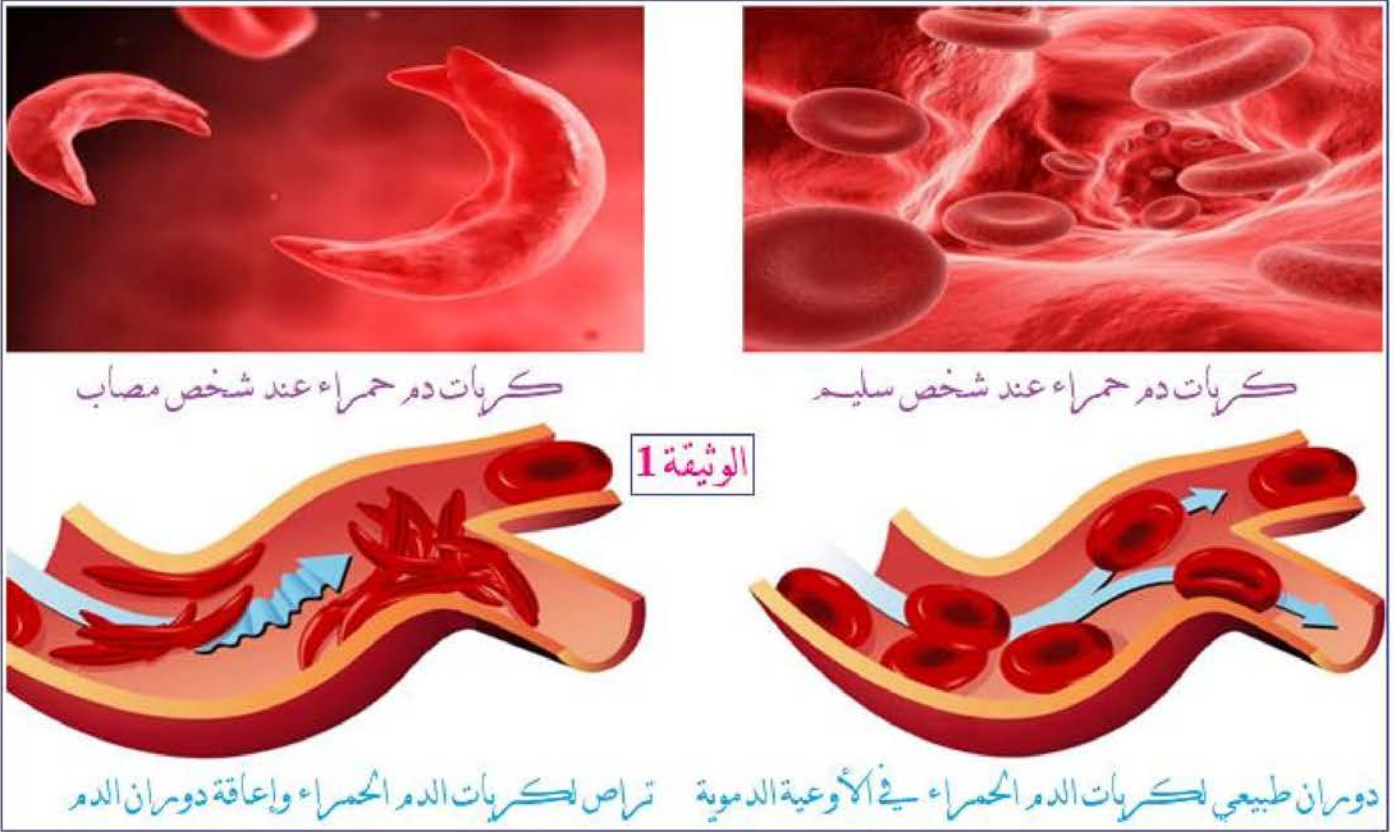 كريات دم حمراء عند شخص سليم
كريات دم حمراء عند شخص مصاب
الوثيقة 1
دوران طبيعي لكريات الدم الحمراء في الأوعية الدموية
تراص لكريات الدم الحمراء وإعاقة دوران الدم